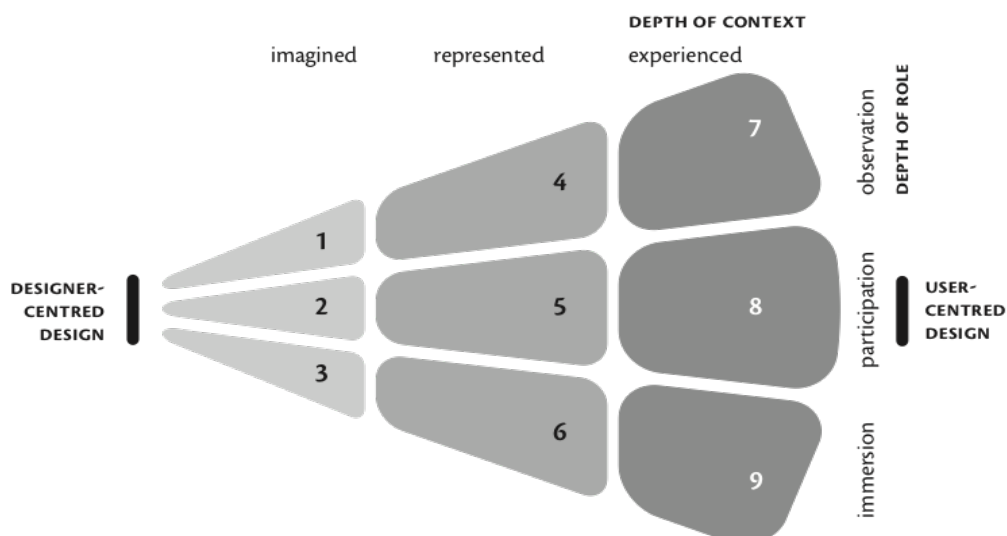 DEPTH OF CONTEXT
imagined represented experienced
7
4
1
2
5
8
3
6
9
DESIGNER-
CENTRED
DESIGN
observation
participation
immersion
DEPTH OF ROLE
USER-
CENTRED
DESIGN